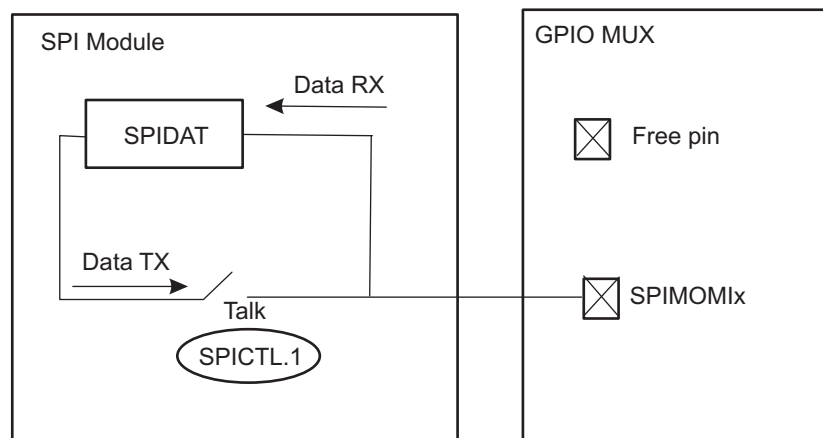 SPI Module
GPIO MUX
Data RX
SPIDAT
Free pin
Data TX
SPIMOMIx
Talk
SPICTL.1